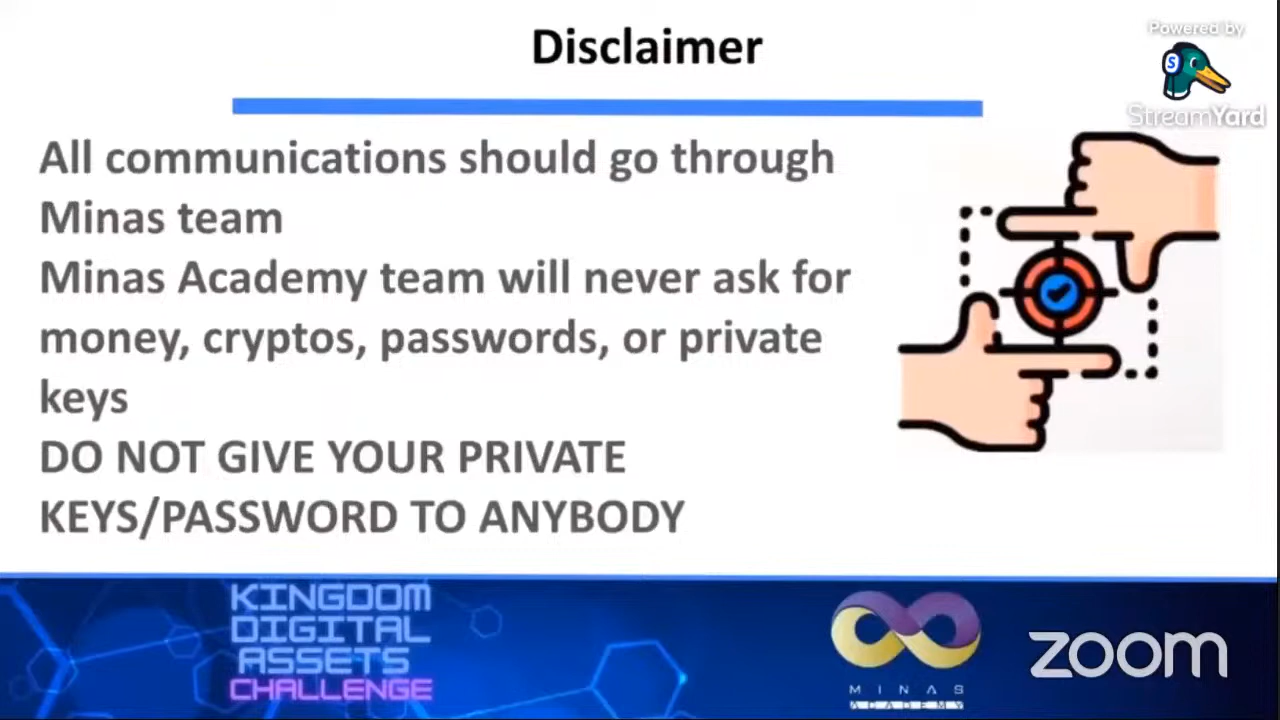 Disclaimer
Powered by
S
StreamYard
All communications should go through
Minas team
Minas Academy team will never ask for
money, cryptos, passwords, or private
keys
DO NOT GIVE YOUR PRIVATE
KEYS/PASSWORD TO ANYBODY
KINGDOM
DIGITAL
ASSETS
CHALLENGE
MINAS
ACADEMY
zoom